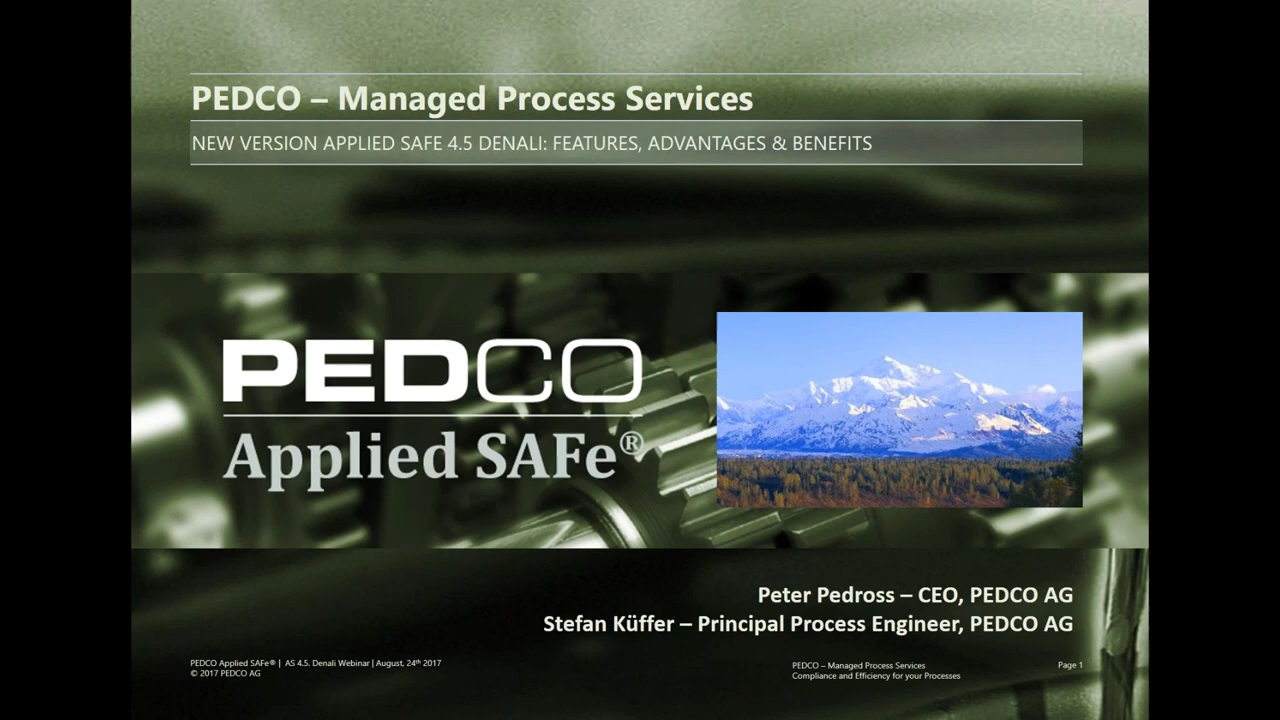 PEDCO – Managed Process Services
NEW VERSION APPLIED SAFE 4.5 DENALI: FEATURES, ADVANTAGES & BENEFITS
PEDCO
Applied SAFe®
Peter Pedross – CEO, PEDCO AG
Stefan Küffer – Principal Process Engineer, PEDCO AG
PEDCO Applied SAFe® | AS 4.5. Denali Webinar | August, 24th 2017
© 2017 PEDCO AG
PEDCO – Managed Process Services
Compliance and Efficiency for your Processes
Page 1